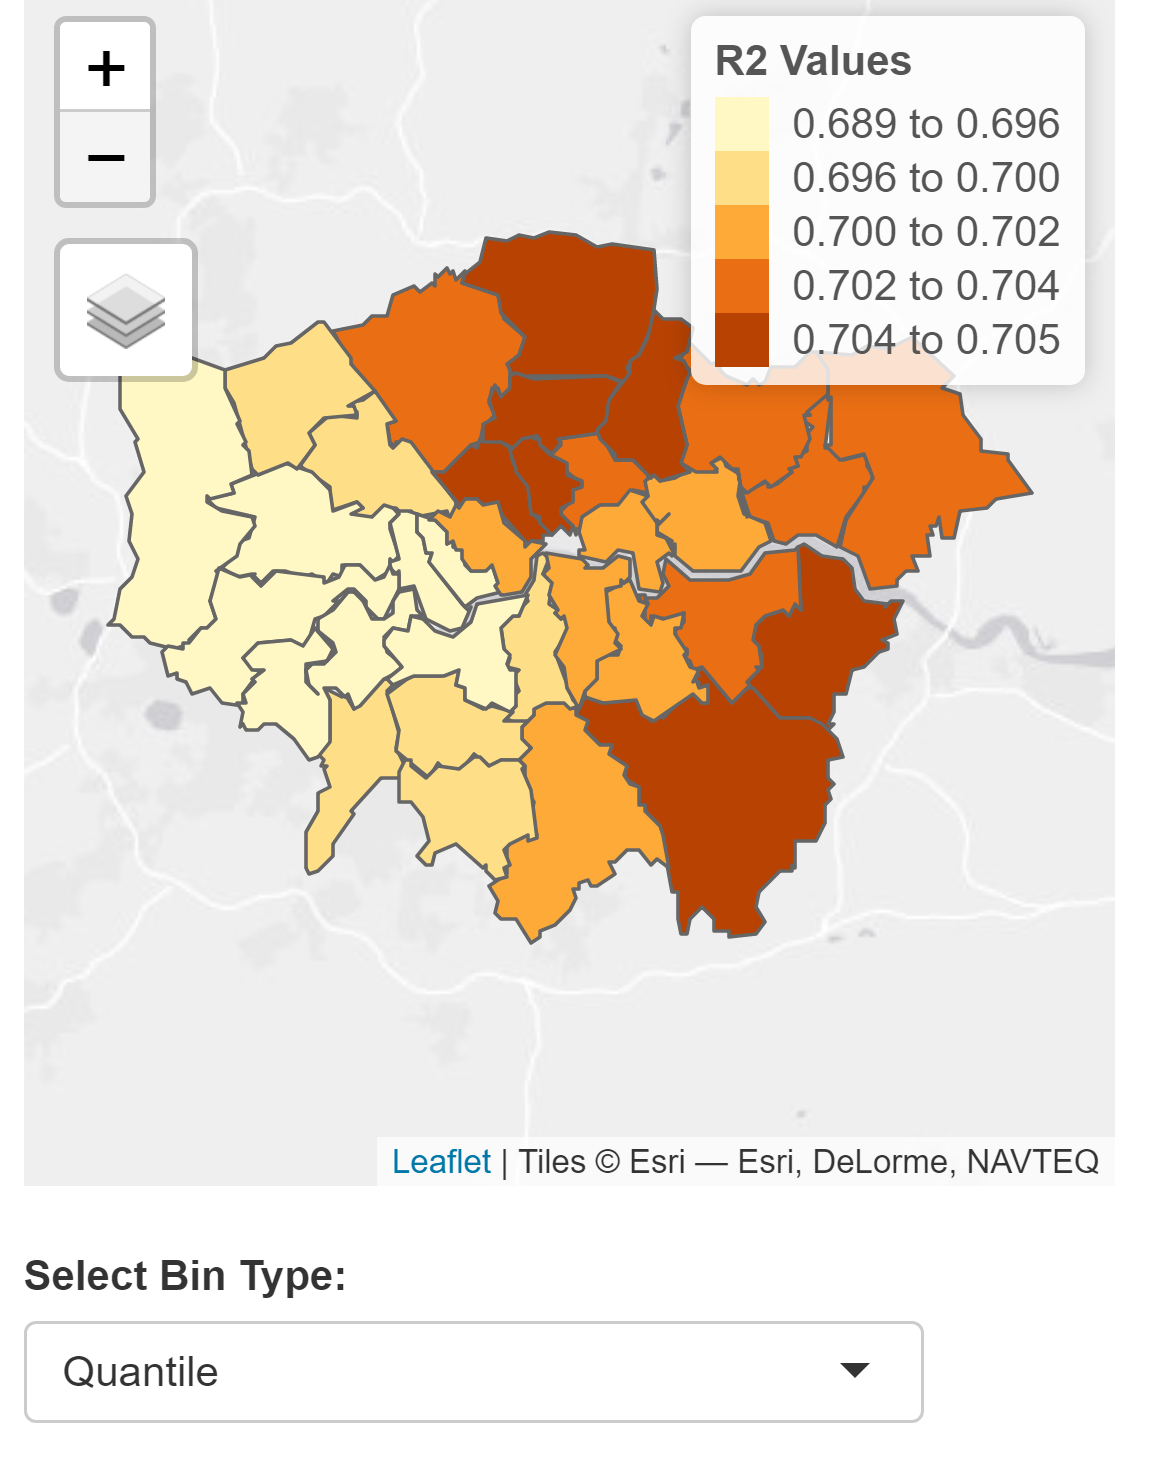 +
−
R2 Values
0.689 to 0.696
0.696 to 0.700
0.700 to 0.702
0.702 to 0.704
0.704 to 0.705
Leaflet | Tiles © Esri — Esri, DeLorme, NAVTEQ
Select Bin Type:
Quantile